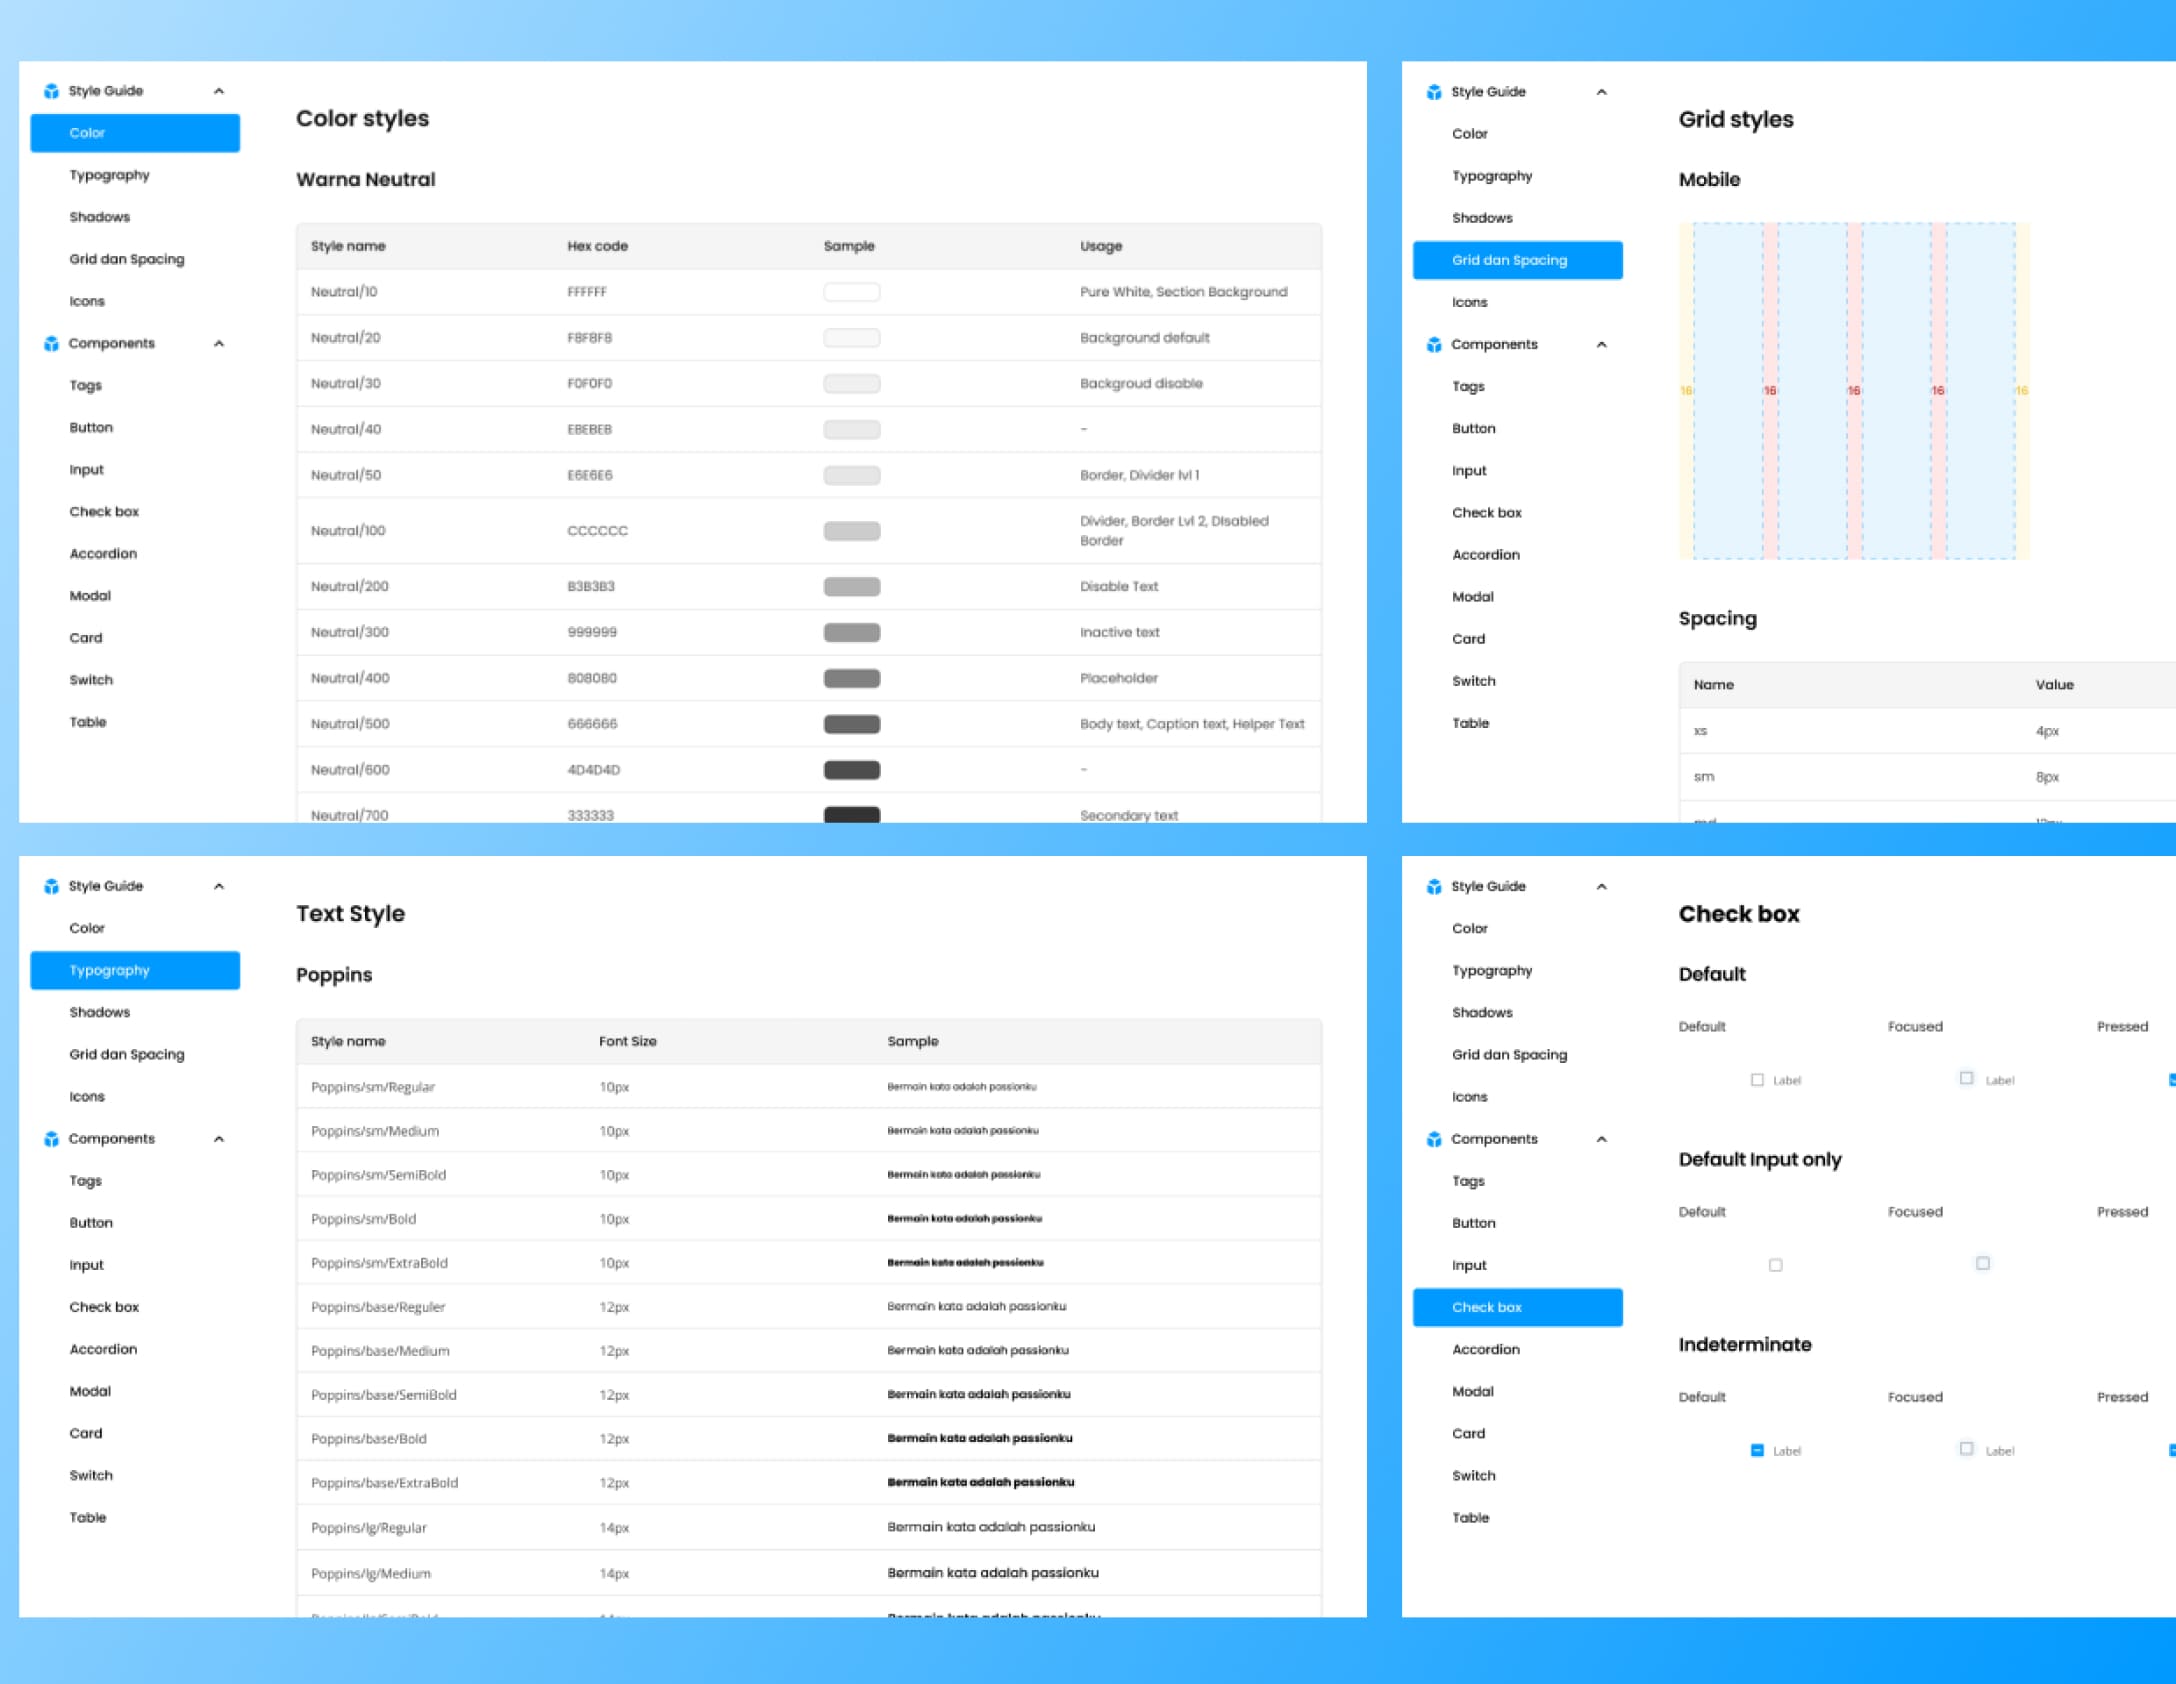 Style Guide
Color
Typography
Shadows
Grid dan Spacing
Icons
Components
Tags
Button
Input
Check box
Accordion
Modal
Card
Switch
Table
Color styles
Warna Neutral
Style name Hex code Sample Usage
Neutral/10 FFFFFF Pure White, Section Background
Neutral/20 F8F8F8 Background default
Neutral/30 F0F0F0 Backgroud disable
Neutral/40 EBEBEB -
Neutral/50 E6E6E6 Border, Divider lvl 1
Neutral/100 CCCCCC Divider, Border Lvl 2, DIsabled
Border
Neutral/200 B3B3B3 Disable Text
Neutral/300 999999 Inactive text
Neutral/400 808080 Placeholder
Neutral/500 666666 Body text, Caption text, Helper Text
Neutral/600 4D4D4D -
Neutral/700 333333 Secondary text
Style Guide
Color
Typography
Shadows
Grid dan Spacing
Icons
Components
Tags
Button
Input
Check box
Accordion
Modal
Card
Switch
Table
Grid styles
Mobile
16 16 16 16 16
Spacing
Name Value
xs 4px
sm 8px
Style Guide
Color
Typography
Shadows
Grid dan Spacing
Icons
Components
Tags
Button
Input
Check box
Accordion
Modal
Card
Switch
Table
Text Style
Poppins
Style name Font Size Sample
Poppins/sm/Regular 10px Bermain kata adalah passionku
Poppins/sm/Medium 10px Bermain kata adalah passionku
Poppins/sm/SemiBold 10px Bermain kata adalah passionku
Poppins/sm/Bold 10px Bermain kata adalah passionku
Poppins/sm/ExtraBold 10px Bermain kata adalah passionku
Poppins/base/Reguler 12px Bermain kata adalah passionku
Poppins/base/Medium 12px Bermain kata adalah passionku
Poppins/base/SemiBold 12px Bermain kata adalah passionku
Poppins/base/Bold 12px Bermain kata adalah passionku
Poppins/base/ExtraBold 12px Bermain kata adalah passionku
Poppins/lg/Regular 14px Bermain kata adalah passionku
Poppins/lg/Medium 14px Bermain kata adalah passionku
Style Guide
Color
Typography
Shadows
Grid dan Spacing
Icons
Components
Tags
Button
Input
Check box
Accordion
Modal
Card
Switch
Table
Check box
Default
Default Focused Pressed
Label Label
Default Input only
Default Focused Pressed
Indeterminate
Default Focused Pressed
Label Label